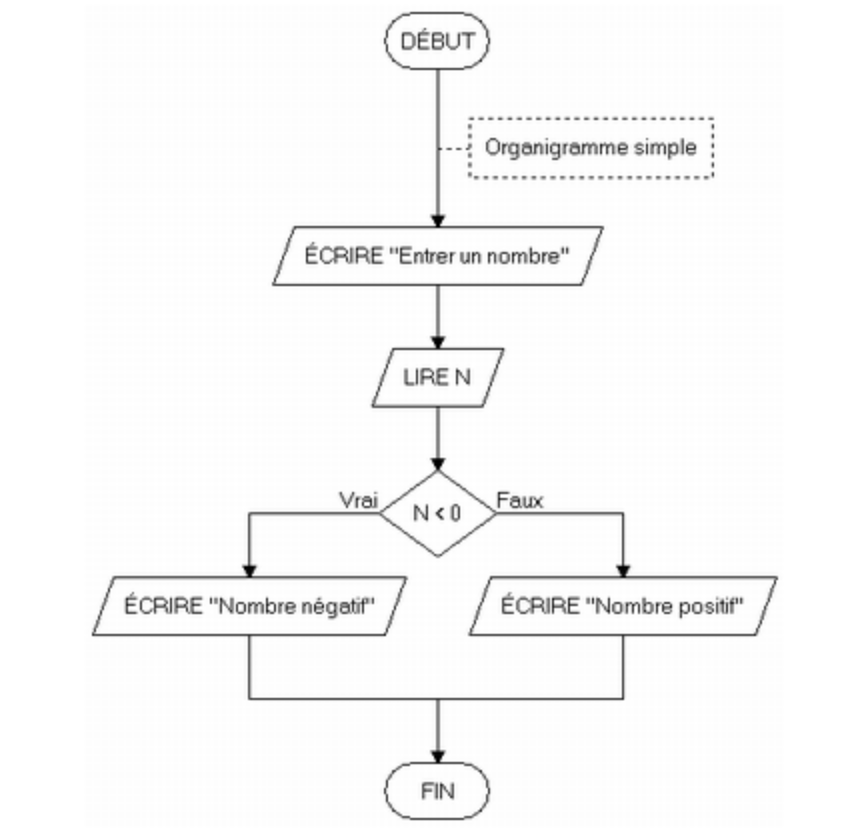 DÉBUT
Organigramme simple
ÉCRIRE "Entrer un nombre"
LIRE N
Vrai
N < 0
Faux
ÉCRIRE "Nombre négatif"
ÉCRIRE "Nombre positif"
FIN